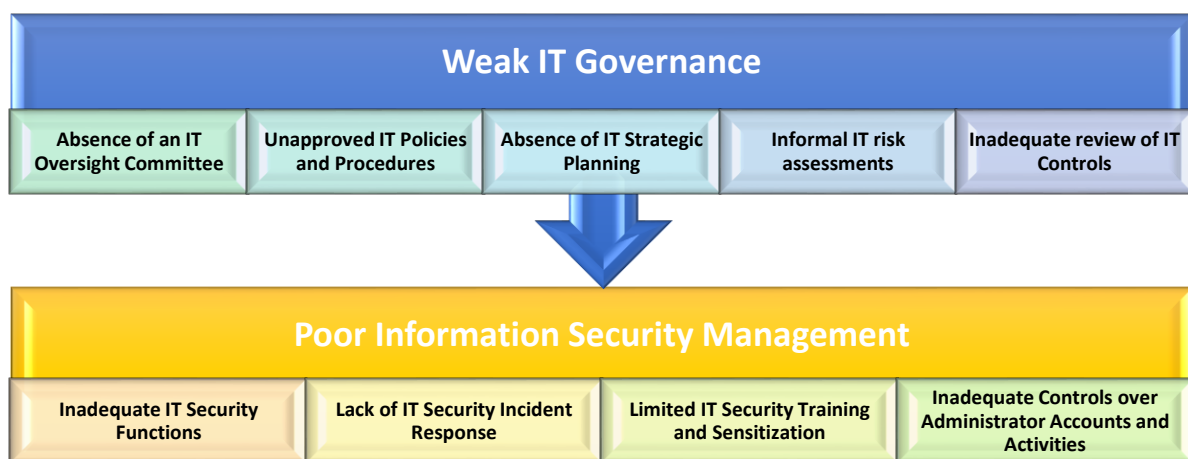 Weak IT Governance
Absence of an IT
Oversight Committee
Unapproved IT Policies
and Procedures
Absence of IT Strategic
Planning
Informal IT risk
assessments
Inadequate review of IT
Controls
Poor Information Security Management
Inadequate IT Security
Functions
Lack of IT Security Incident
Response
Limited IT Security Training
and Sensitization
Inadequate Controls over
Administrator Accounts and
Activities